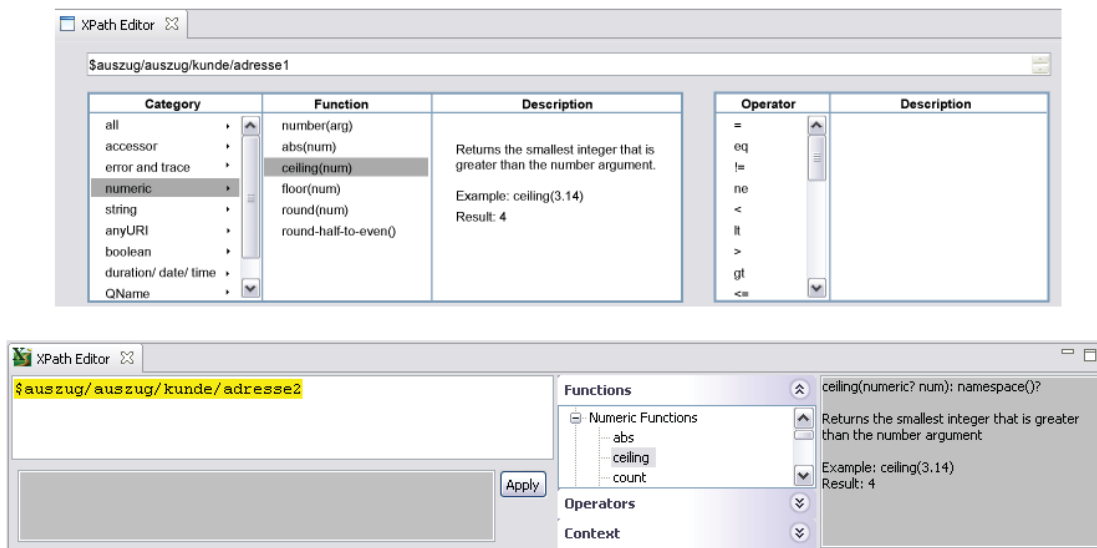 XPath Editor
$auszug/auszug/kunde/adresse1
Category Function Description Operator Description
all number(arg) =
accessor abs(num) Returns the smallest integer that is eq
error and trace ceiling(num) greater than the number argument. !=
numeric floor(num) Example: ceiling(3.14) ne
string round(num) Result: 4 <
anyURI round-half-to-even() lt
boolean >
duration/ date/ time gt
QName <=
XPath Editor
$auszug/auszug/kunde/adresse2
Apply
Functions
Numeric Functions
abs
ceiling
count
Operators
Context
ceiling(numeric? num): namespace()?
Returns the smallest integer that is greater
than the number argument
Example: ceiling(3.14)
Result: 4